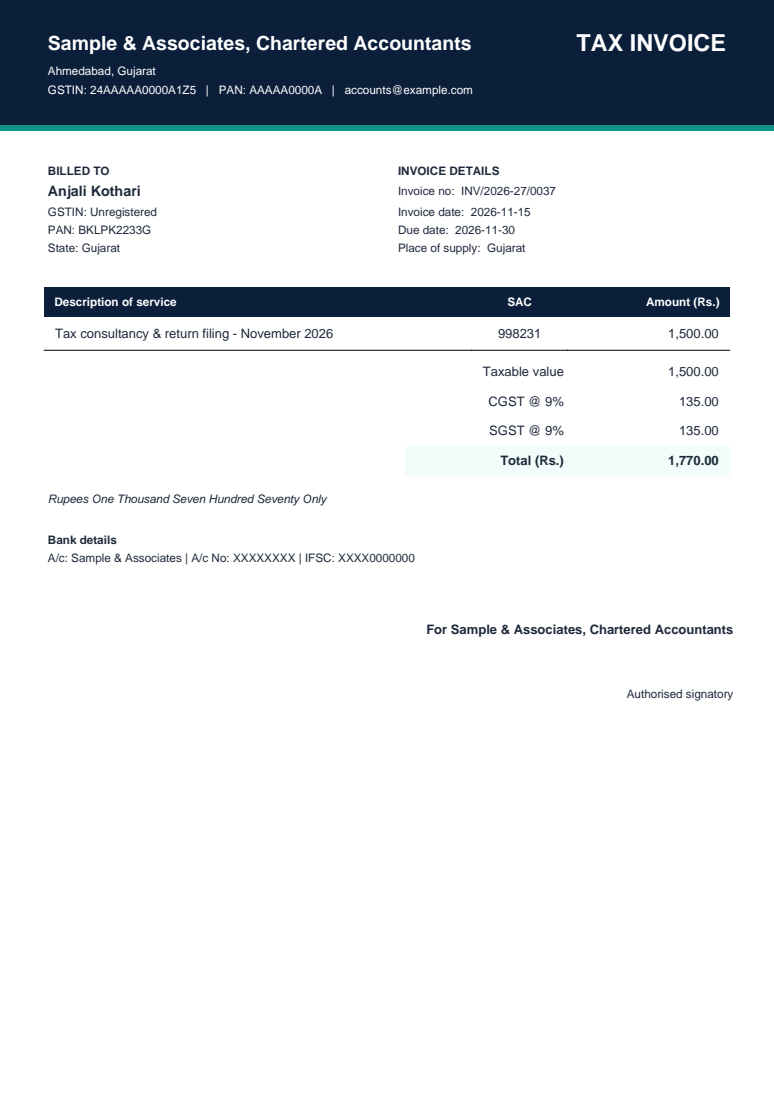 Sample & Associates, Chartered Accountants
TAX INVOICE
Ahmedabad, Gujarat
GSTIN: 24AAAAA0000A1Z5 | PAN: AAAAA0000A | accounts@example.com
BILLED TO
Anjali Kothari
GSTIN: Unregistered
PAN: BKLPK2233G
State: Gujarat
INVOICE DETAILS
Invoice no: INV/2026-27/0037
Invoice date: 2026-11-15
Due date: 2026-11-30
Place of supply: Gujarat
Description of service SAC Amount (Rs.)
Tax consultancy & return filing - November 2026 998231 1,500.00
Taxable value 1,500.00
CGST @ 9% 135.00
SGST @ 9% 135.00
Total (Rs.) 1,770.00
Rupees One Thousand Seven Hundred Seventy Only
Bank details
A/c: Sample & Associates | A/c No: XXXXXXXX | IFSC: XXXX0000000
For Sample & Associates, Chartered Accountants
Authorised signatory